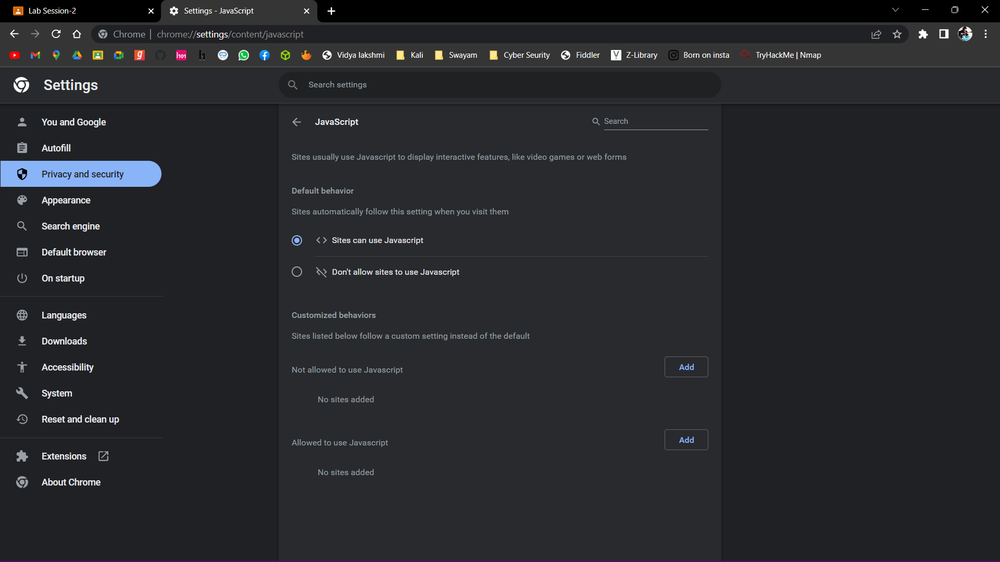 Lab Session-2
Settings - JavaScript
Chrome | chrome://settings/content/javascript
g h101 h Vidya lakshmi Kali Swayam Cyber Seurity Fiddler Z-Library Born on insta TryHackMe | Nmap
Settings
Search settings
You and Google
Autofill
Privacy and security
Appearance
Search engine
Default browser
On startup
Languages
Downloads
Accessibility
System
Reset and clean up
Extensions
About Chrome
JavaScript
Search
Sites usually use Javascript to display interactive features, like video games or web forms
Default behavior
Sites automatically follow this setting when you visit them
Sites can use Javascript
Don't allow sites to use Javascript
Customized behaviors
Sites listed below follow a custom setting instead of the default
Not allowed to use Javascript
Add
No sites added
Allowed to use Javascript
Add
No sites added